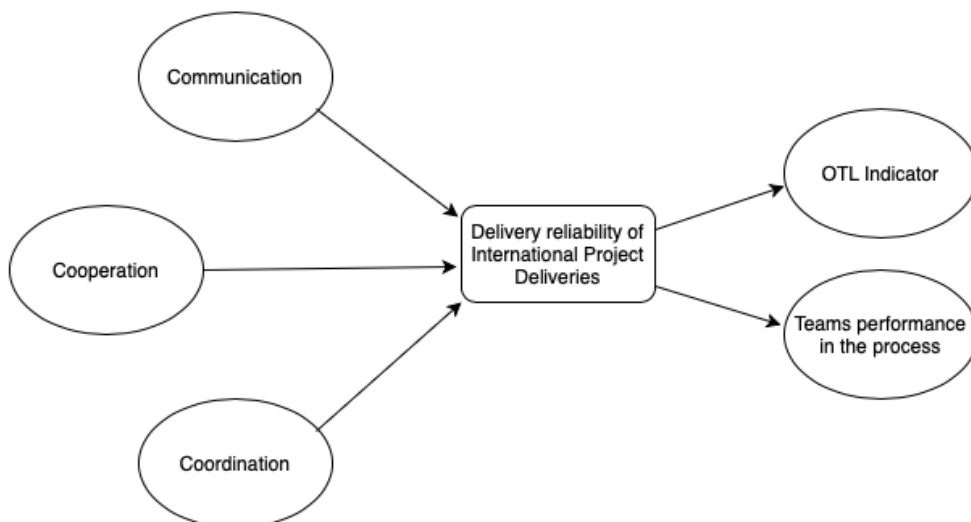 Communication
OTL Indicator
Delivery reliability of
International Project
Deliveries
Cooperation
Teams performance
in the process
Coordination